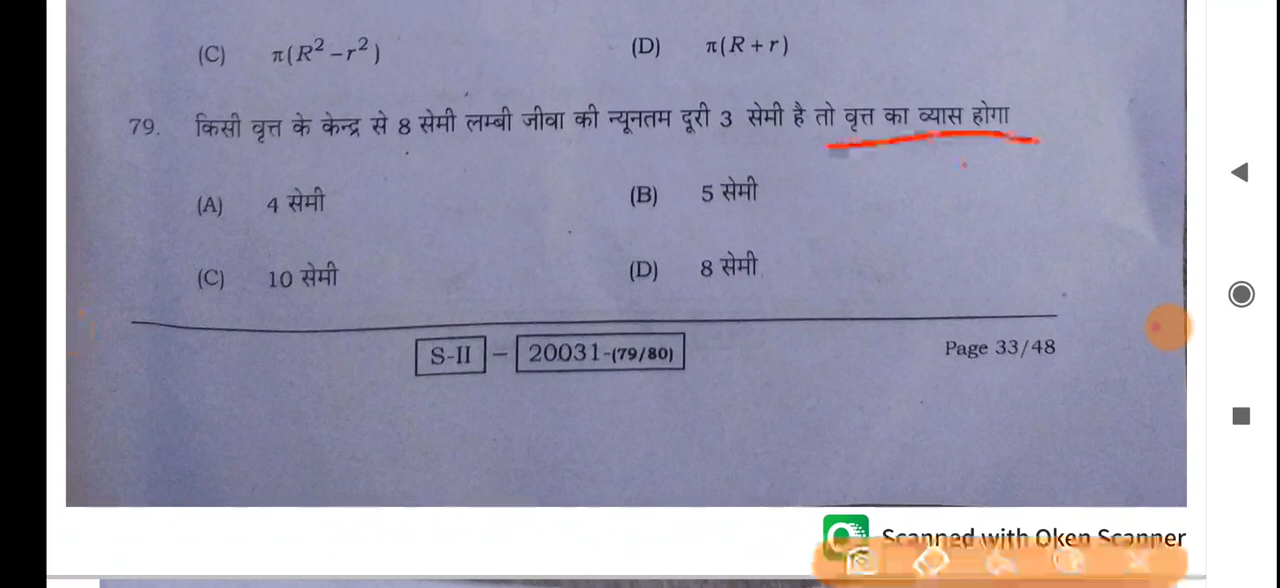 (C) π(R² – r²) (D) π(R + r)
79. किसी वृत्त के केन्द्र से 8 सेमी लम्बी जीवा की न्यूनतम दूरी 3 सेमी है तो वृत्त का व्यास होगा
(A) 4 सेमी (B) 5 सेमी
(C) 10 सेमी (D) 8 सेमी
S-II – 20031-(79/80) Page 33/48
Scanned with Oken Scanner